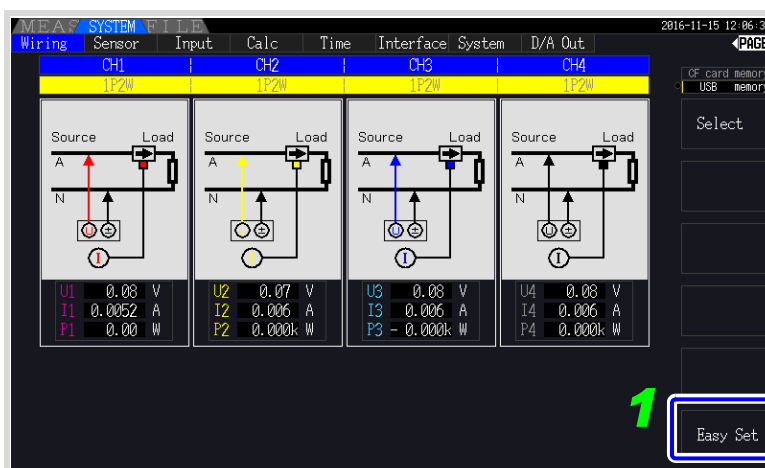 MEAS SYSTEM FILE 2016-11-15 12:06:3
Wiring Sensor Input Calc Time Interface System D/A Out PAGE
CH1 CH2 CH3 CH4
1P2W 1P2W 1P2W 1P2W
CF card memory
USB memory
Select
Source Load Source Load Source Load Source Load
A A A A
N N N N
U ± ± U ± U ±
I I I I
U1 0.08 V U2 0.07 V U3 0.08 V U4 0.08 V
I1 0.0052 A I2 0.006 A I3 0.006 A I4 0.006 A
P1 0.00 W P2 0.000k W P3 - 0.000k W P4 0.000k W
1
Easy Set